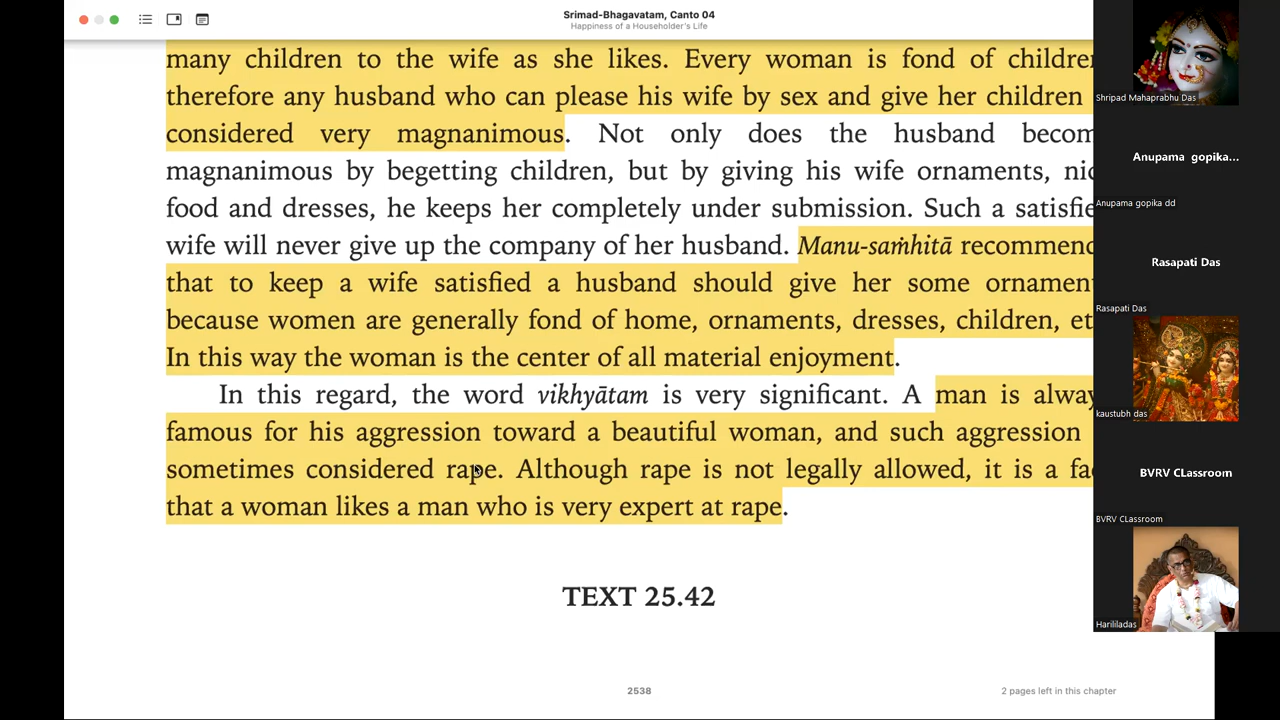 Srimad-Bhagavatam, Canto 04
Happiness of a Householder's Life
many children to the wife as she likes. Every woman is fond of children
therefore any husband who can please his wife by sex and give her children
considered very magnanimous. Not only does the husband becom
magnanimous by begetting children, but by giving his wife ornaments, nic
food and dresses, he keeps her completely under submission. Such a satisfie
wife will never give up the company of her husband. Manu-saṁhitā recommend
that to keep a wife satisfied a husband should give her some ornament
because women are generally fond of home, ornaments, dresses, children, et
In this way the woman is the center of all material enjoyment.
In this regard, the word vikhyātam is very significant. A man is alway
famous for his aggression toward a beautiful woman, and such aggression
sometimes considered rape. Although rape is not legally allowed, it is a fac
that a woman likes a man who is very expert at rape.
TEXT 25.42
2538
2 pages left in this chapter
Shripad Mahaprabhu Das
Anupama gopika...
Anupama gopika dd
Rasapati Das
Rasapati Das
kaustubh das
BVRV CLassroom
BVRV CLassroom
Harililadas